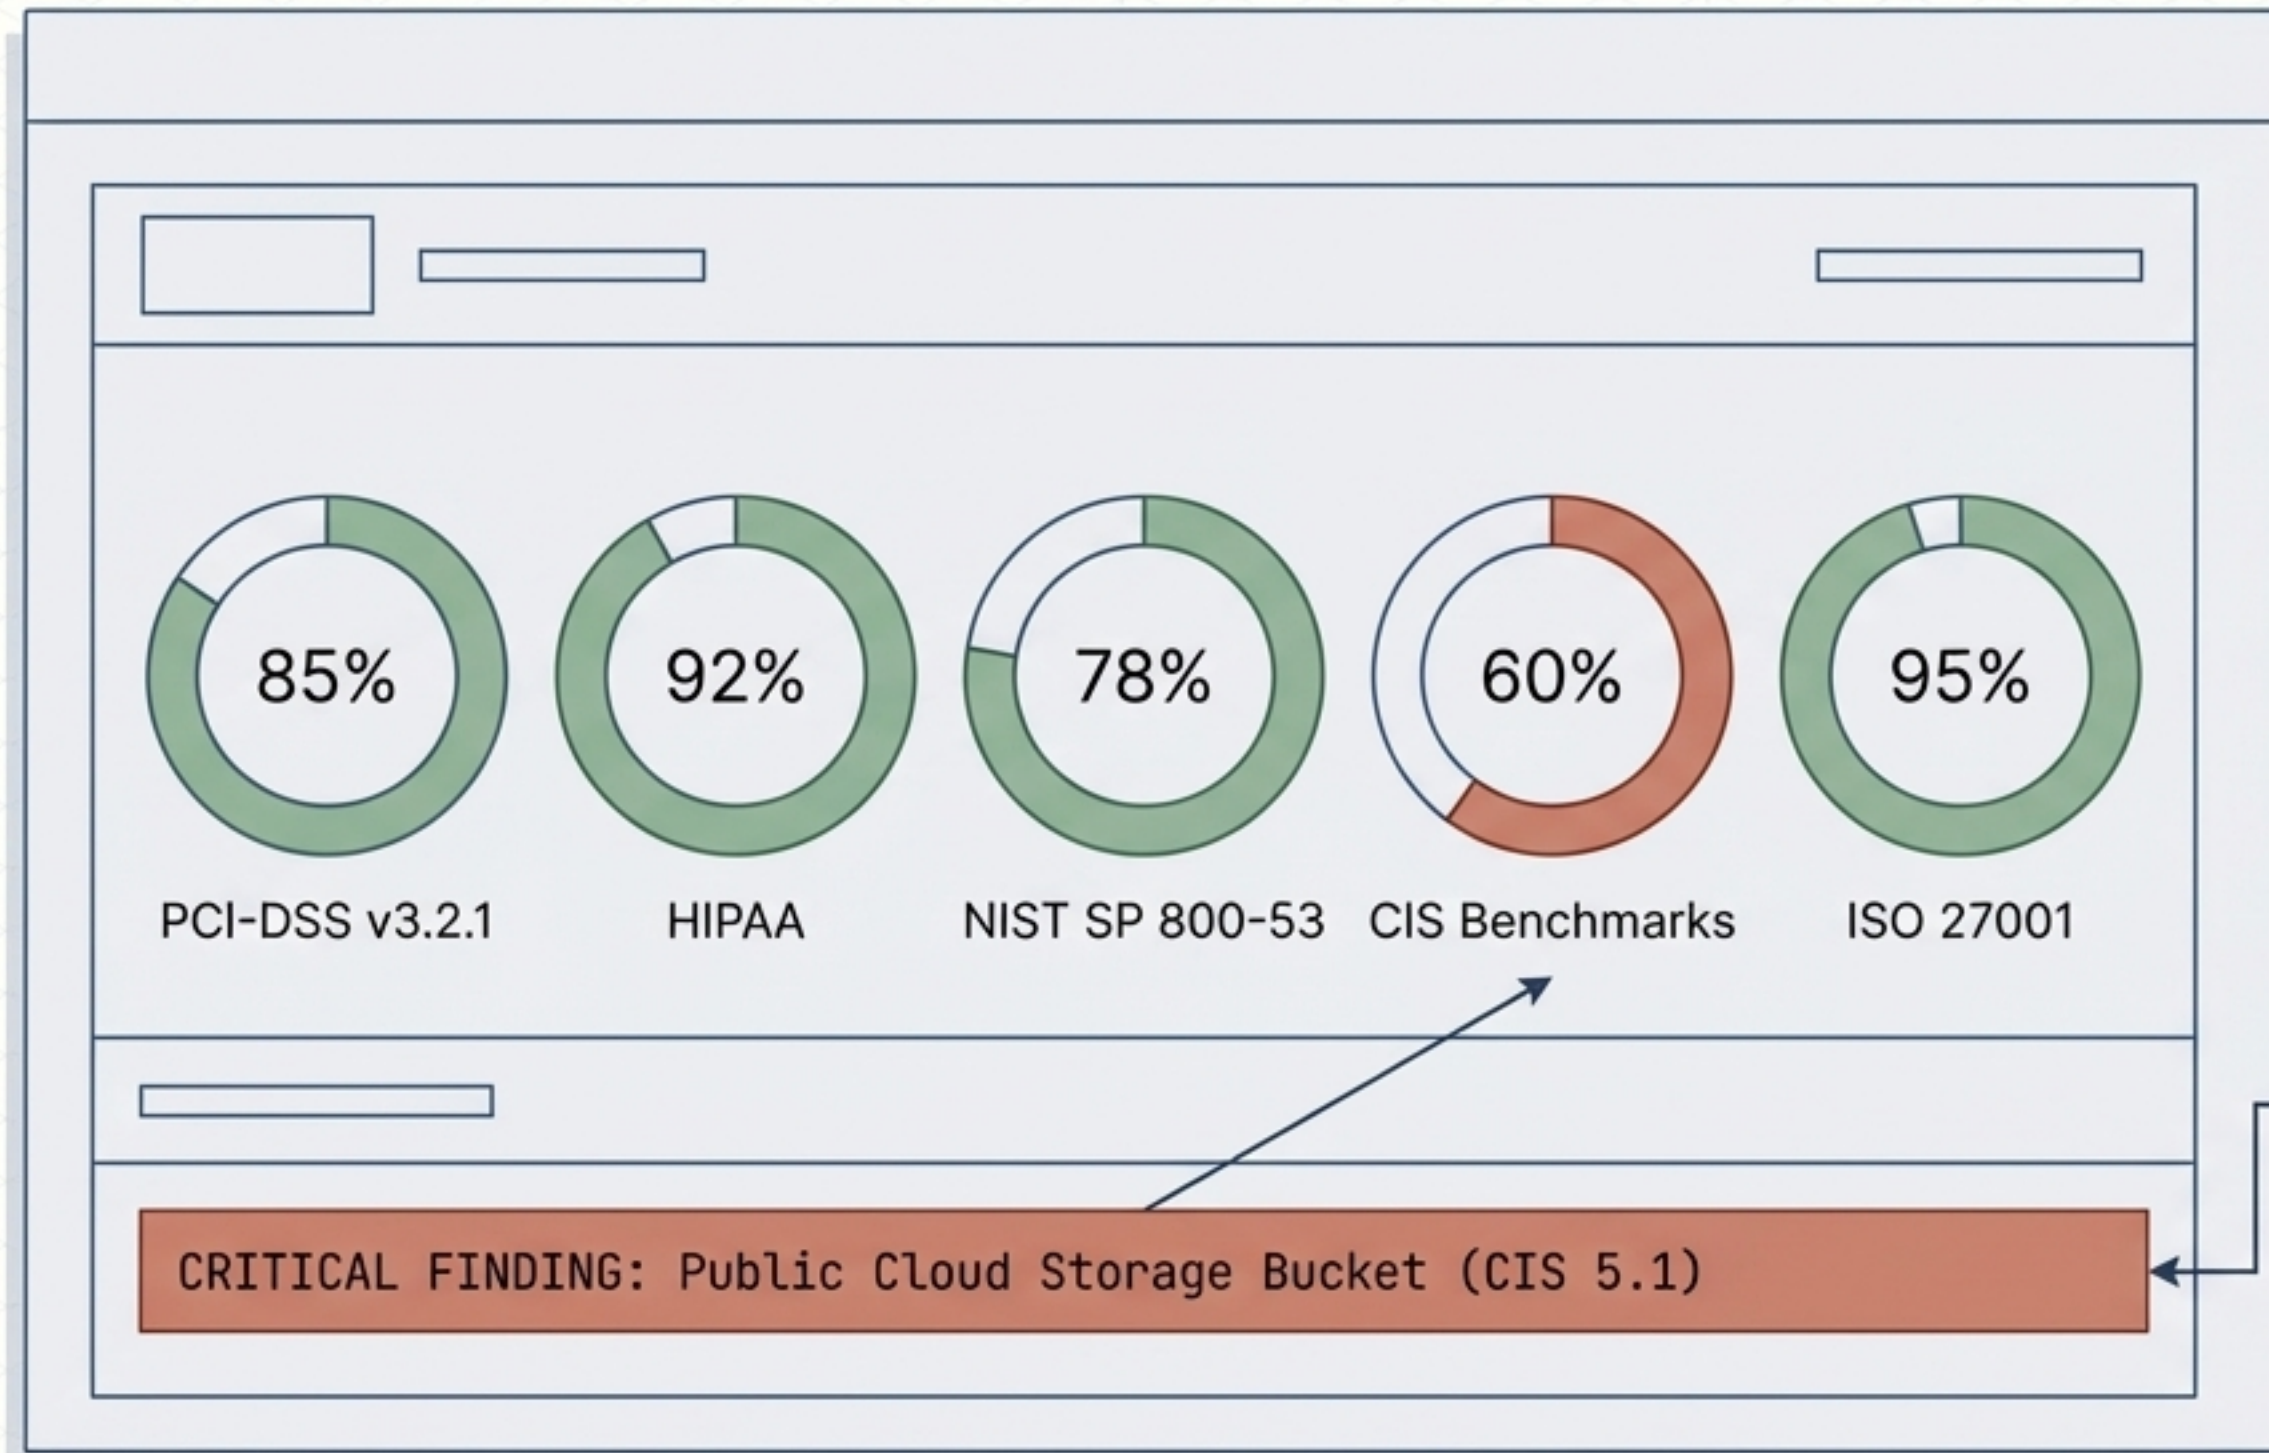 85%
92%
78%
60%
95%
PCI-DSS v3.2.1
HIPAA
NIST SP 800-53
CIS Benchmarks
ISO 27001
CRITICAL FINDING: Public Cloud Storage Bucket (CIS 5.1)